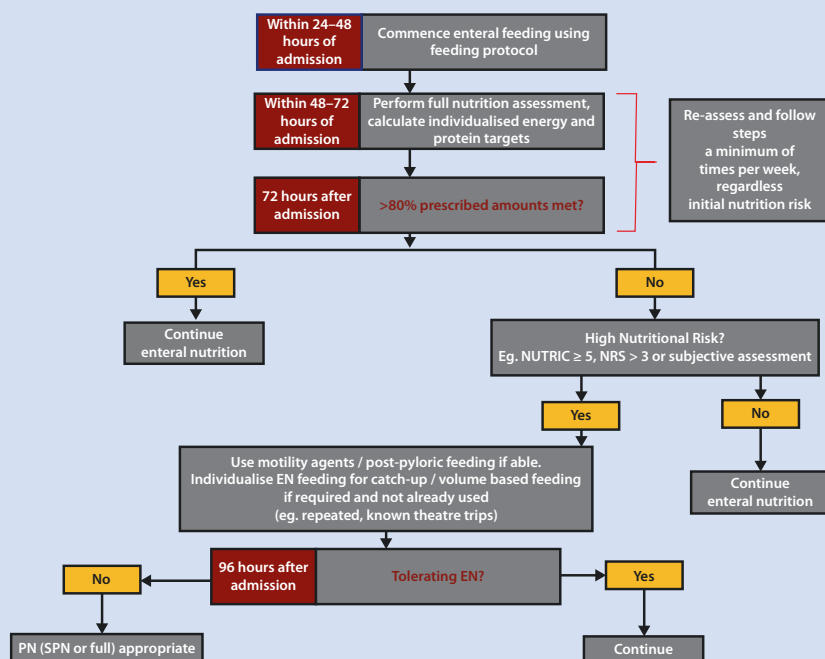 Within 24–48
hours of
admission
Commence enteral feeding using
feeding protocol
Within 48–72
hours of
admission
Perform full nutrition assessment,
calculate individualised energy and
protein targets
Re-assess and follow
steps
a minimum of
times per week,
regardless
initial nutrition risk
72 hours after
admission
>80% prescribed amounts met?
Yes
No
Continue
enteral nutrition
High Nutritional Risk?
Eg. NUTRIC ≥ 5, NRS > 3 or subjective assessment
Yes
No
Use motility agents / post-pyloric feeding if able.
Individualise EN feeding for catch-up / volume based feeding
if required and not already used
(eg. repeated, known theatre trips)
Continue
enteral nutrition
96 hours after
admission
Tolerating EN?
No
Yes
PN (SPN or full) appropriate
Continue